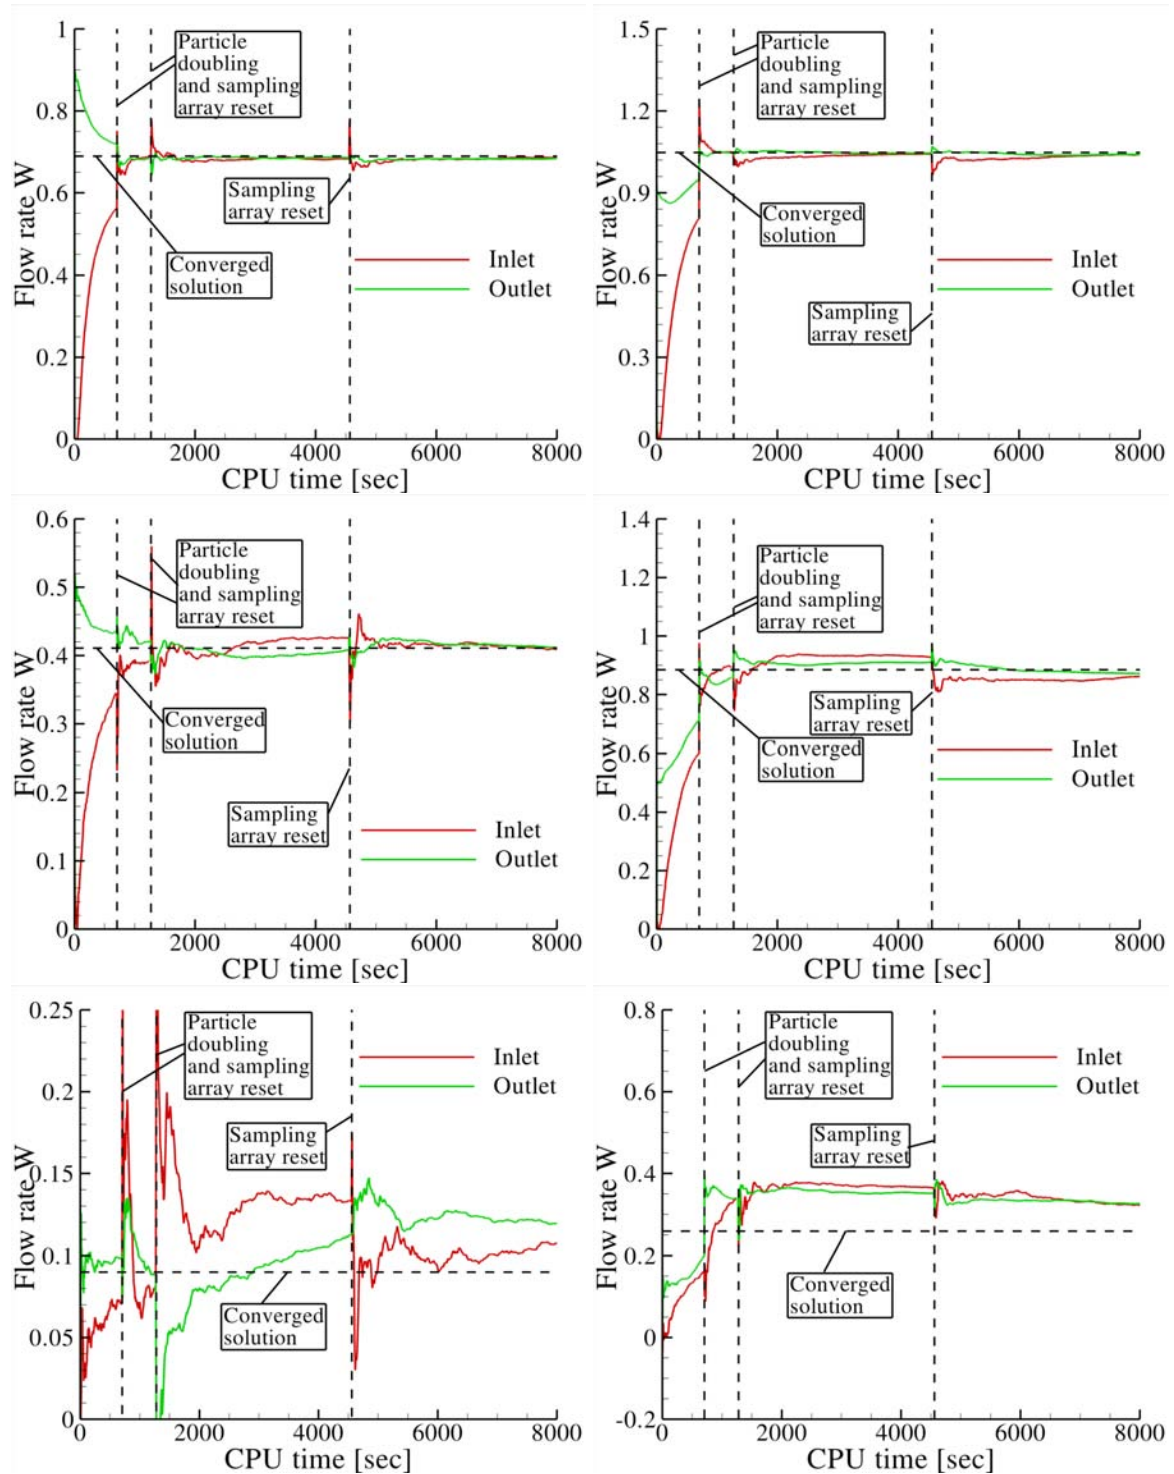 1
0.8
0.6
0.4
0.2
0
Flow rate W
Particle
doubling
and sampling
array reset
Sampling
array reset
Converged
solution
Inlet
Outlet
0 2000 4000 6000 8000
CPU time [sec]
1.5
1.2
0.9
0.6
0.3
0
Flow rate W
Particle
doubling
and sampling
array reset
Converged
solution
Inlet
Outlet
Sampling
array reset
0 2000 4000 6000 8000
CPU time [sec]
0.6
0.5
0.4
0.3
0.2
0.1
0
Flow rate W
Particle
doubling
and sampling
array reset
Converged
solution
Sampling
array reset
Inlet
Outlet
0 2000 4000 6000 8000
CPU time [sec]
1.4
1.2
1
0.8
0.6
0.4
0.2
0
Flow rate W
Particle
doubling
and sampling
array reset
Sampling
array reset
Converged
solution
Inlet
Outlet
0 2000 4000 6000 8000
CPU time [sec]
0.25
0.2
0.15
0.1
0.05
0
Flow rate W
Particle
doubling
and sampling
array reset
Inlet
Outlet
Sampling
array reset
Converged
solution
0 2000 4000 6000 8000
CPU time [sec]
0.8
0.6
0.4
0.2
0
-0.2
Flow rate W
Particle
doubling
and sampling
array reset
Inlet
Outlet
Sampling
array reset
Converged
solution
0 2000 4000 6000 8000
CPU time [sec]